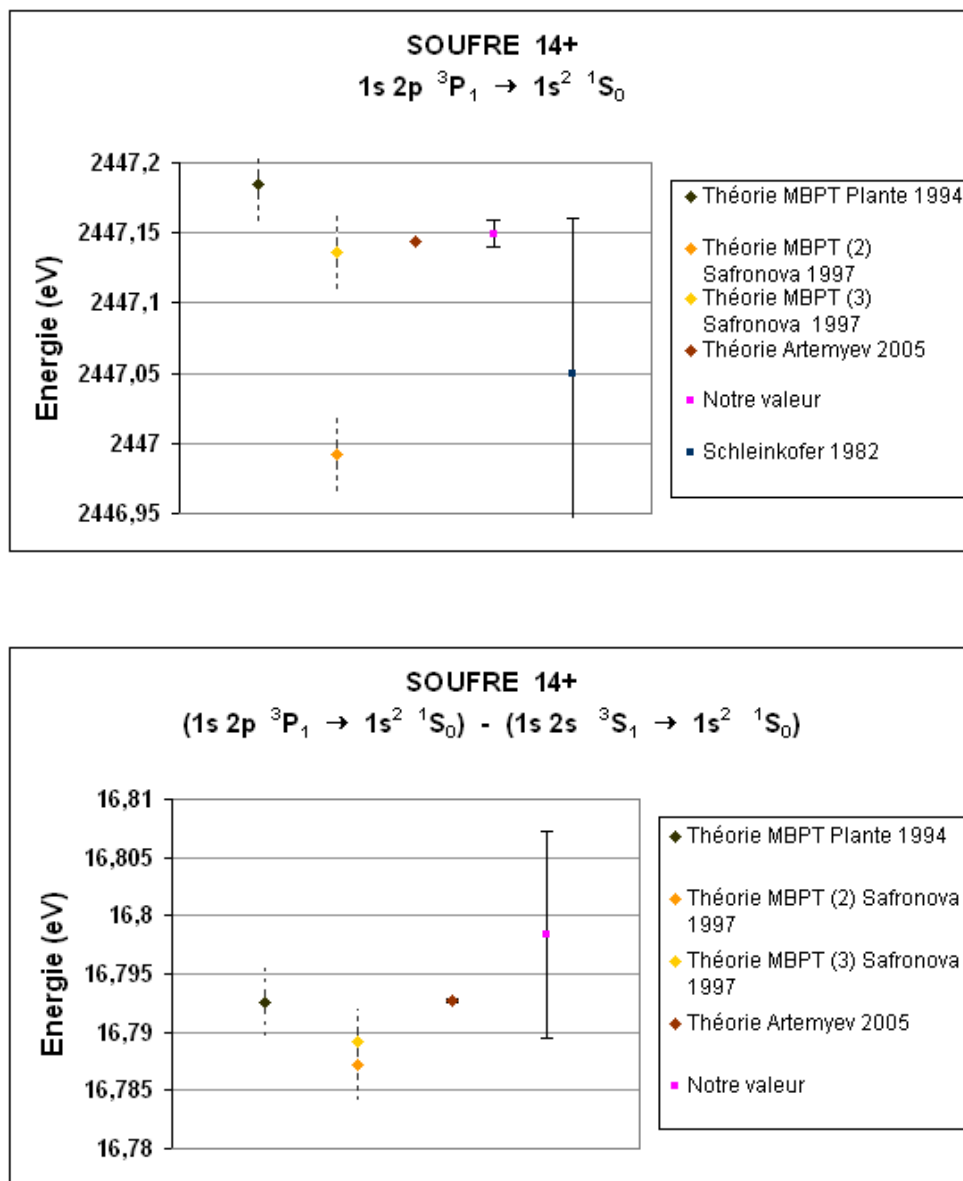 SOUFRE 14+
1s 2p ³P₁ → 1s² ¹S₀
Energie (eV)
2447,2
2447,15
2447,1
2447,05
2447
2446,95
Théorie MBPT Plante 1994
Théorie MBPT (2)
Safronova 1997
Théorie MBPT (3)
Safronova 1997
Théorie Artemyev 2005
Notre valeur
Schleinkofer 1982
SOUFRE 14+
(1s 2p ³P₁ → 1s² ¹S₀) - (1s 2s ³S₁ → 1s² ¹S₀)
Energie (eV)
16,81
16,805
16,8
16,795
16,79
16,785
16,78
Théorie MBPT Plante 1994
Théorie MBPT (2) Safronova
1997
Théorie MBPT (3) Safronova
1997
Théorie Artemyev 2005
Notre valeur